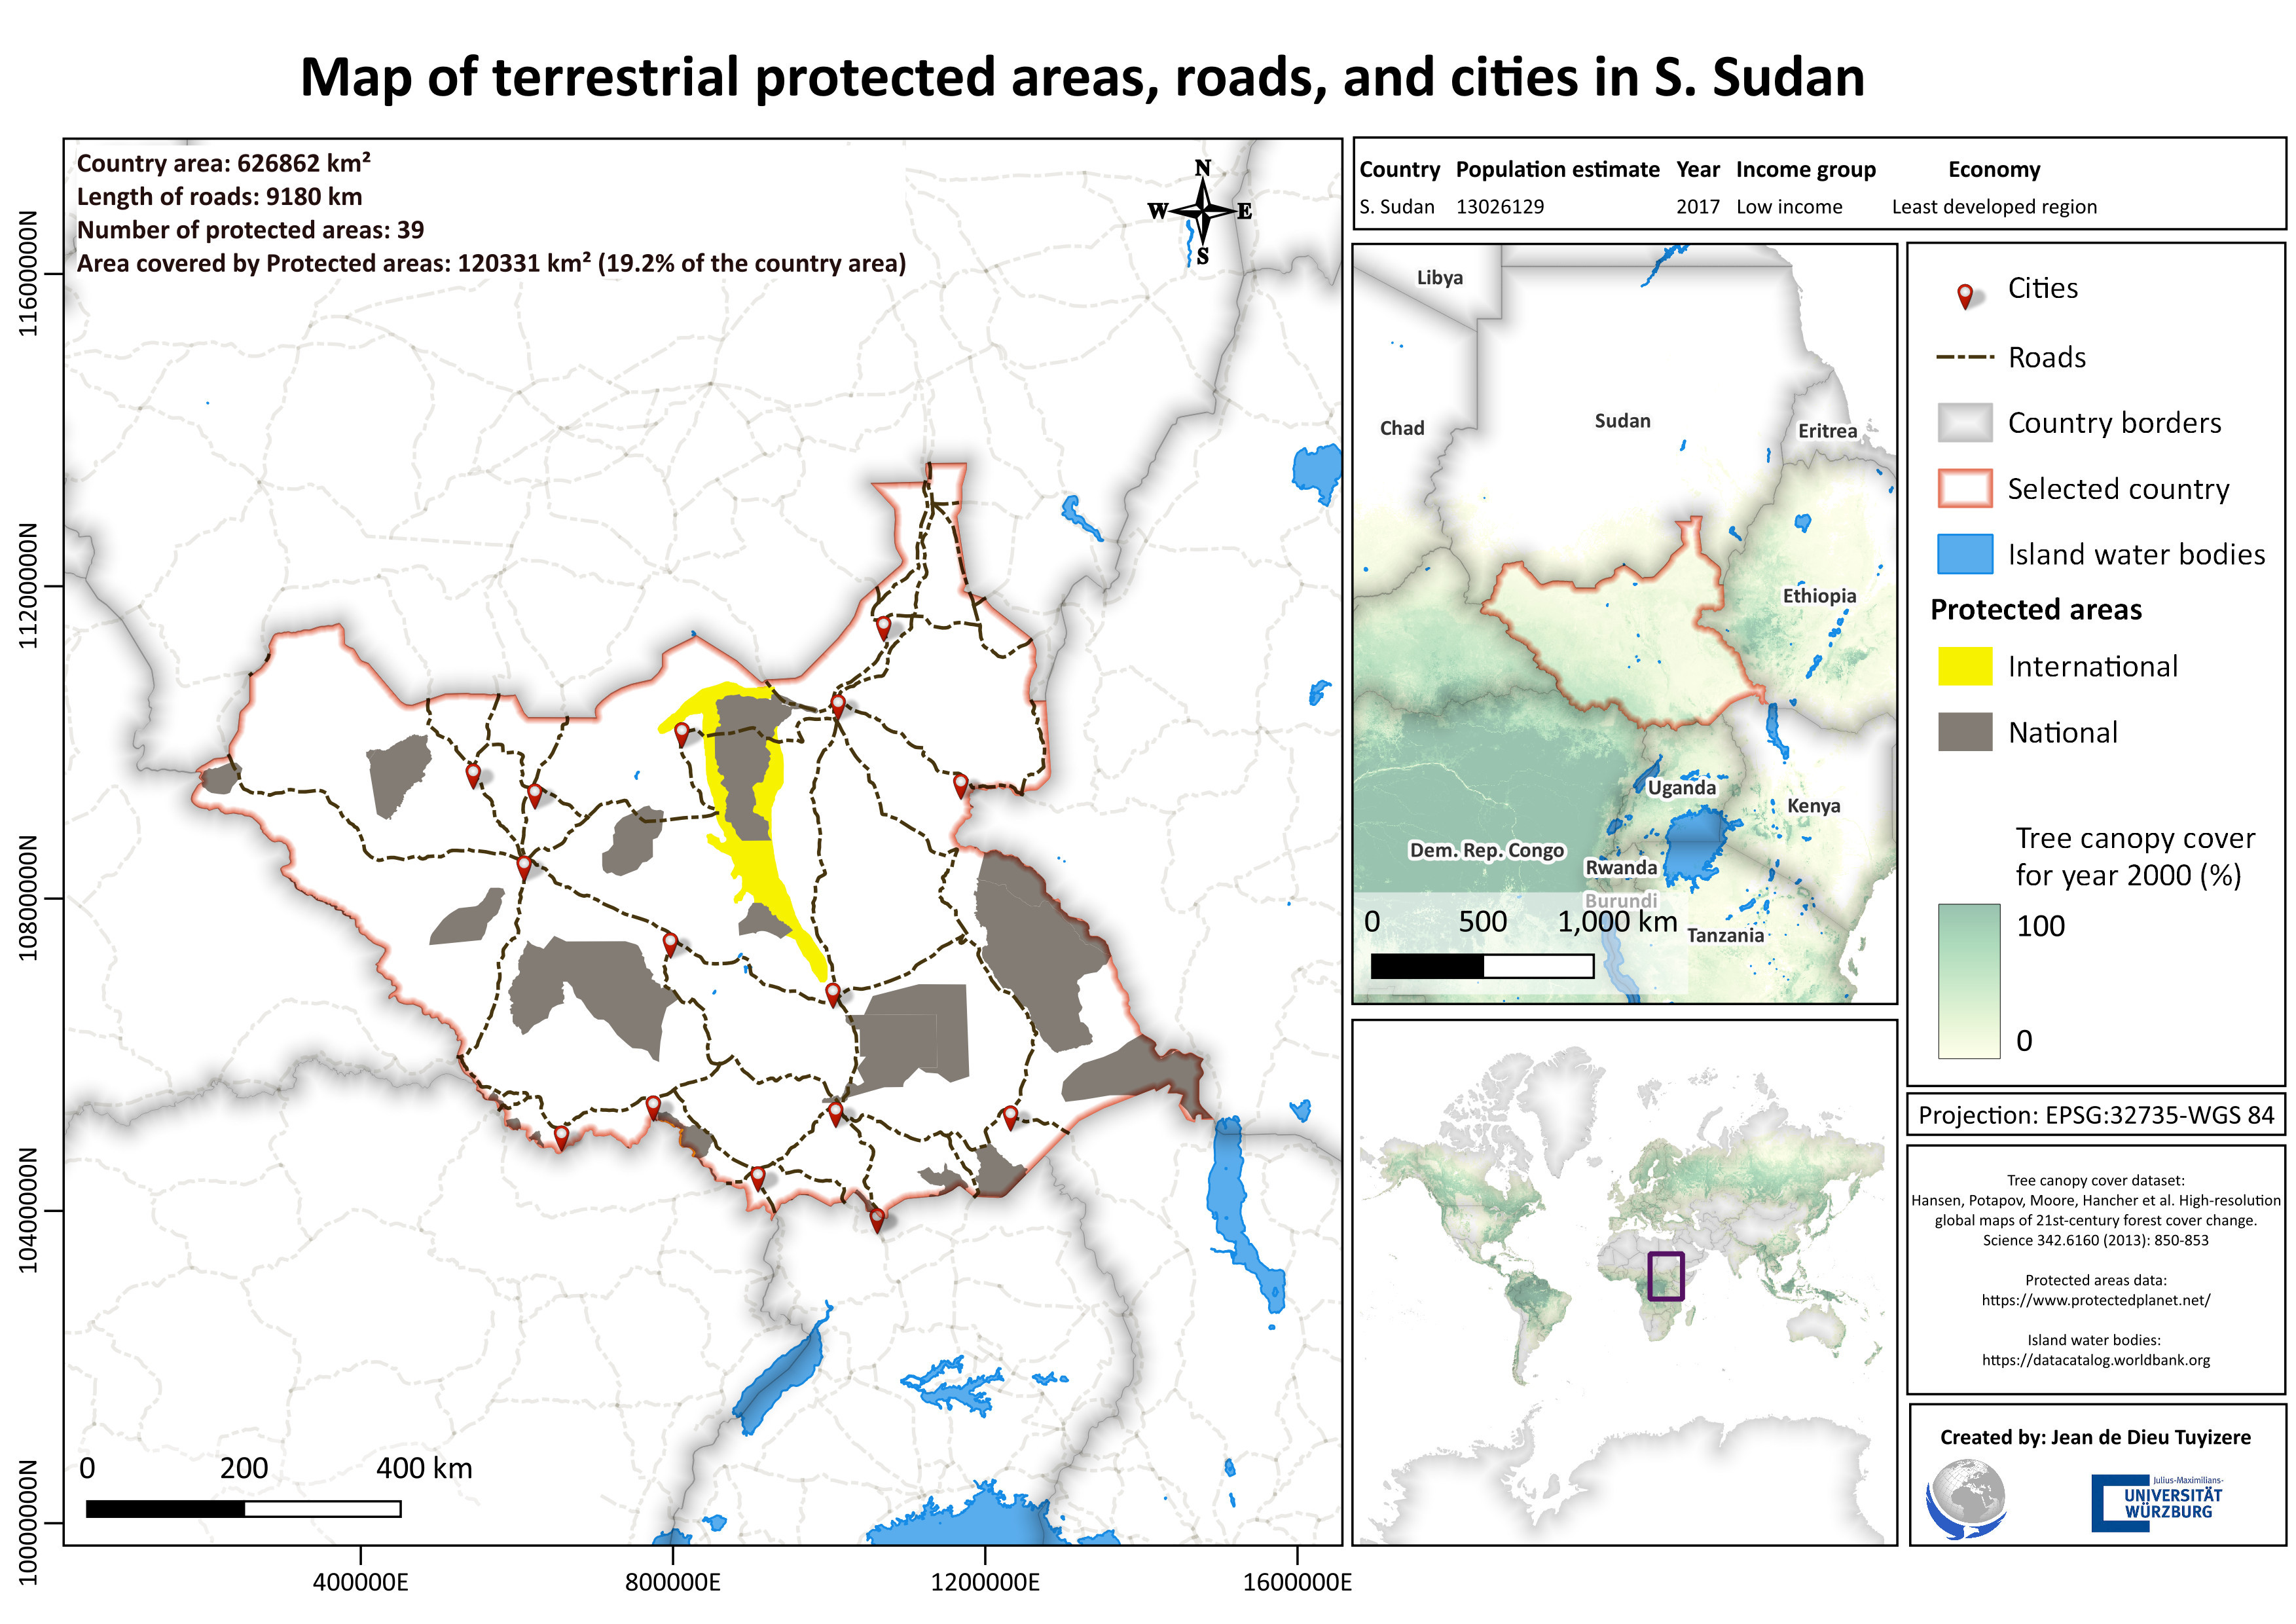 Map of terrestrial protected areas, roads, and cities in S. Sudan
Country area: 626862 km²
Length of roads: 9180 km
Number of protected areas: 39
Area covered by Protected areas: 120331 km² (19.2% of the country area)
N
W E
S
11600000N
11200000N
10800000N
10400000N
10000000N
0 200 400 km
400000E 800000E 1200000E 1600000E
Country Population estimate Year Income group Economy
S. Sudan 13026129 2017 Low income Least developed region
Libya
Chad
Sudan
Eritrea
Ethiopia
Uganda
Kenya
Dem. Rep. Congo
Rwanda
Burundi
Tanzania
0 500 1,000 km
Cities
Roads
Country borders
Selected country
Island water bodies
Protected areas
International
National
Tree canopy cover
for year 2000 (%)
100
0
Projection: EPSG:32735-WGS 84
Tree canopy cover dataset:
Hansen, Potapov, Moore, Hancher et al. High-resolution
global maps of 21st-century forest cover change.
Science 342.6160 (2013): 850-853
Protected areas data:
https://www.protectedplanet.net/
Island water bodies:
https://datacatalog.worldbank.org
Created by: Jean de Dieu Tuyizere
Julius-Maximilians-
UNIVERSITÄT
WÜRZBURG